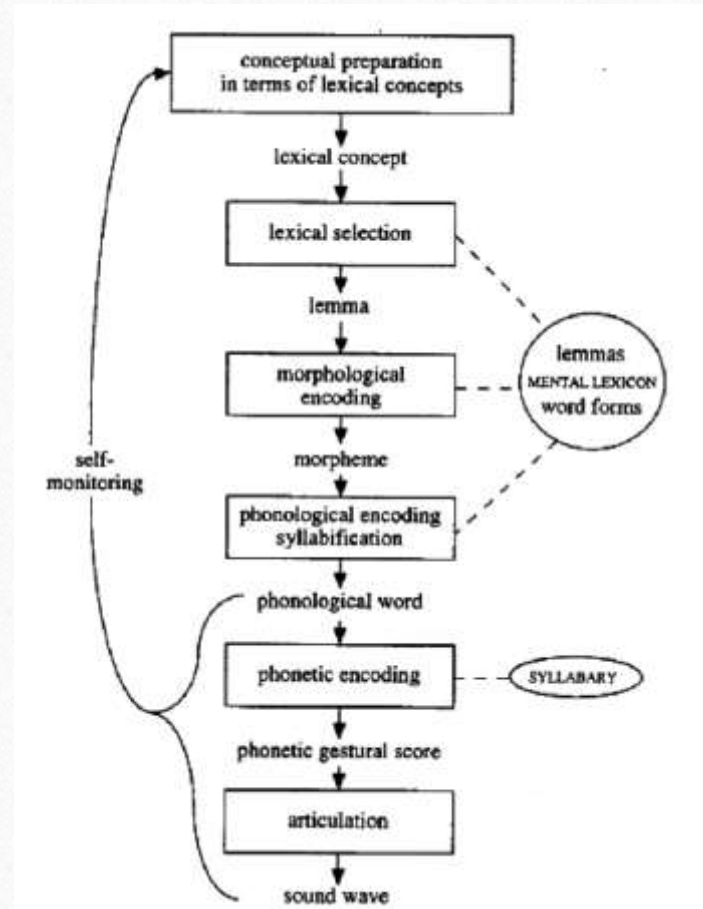 conceptual preparation
in terms of lexical concepts
lexical concept
lexical selection
lemma
lemmas
MENTAL LEXICON
word forms
morphological
encoding
morpheme
self-
monitoring
phonological encoding
syllabification
phonological word
phonetic encoding
SYLLABARY
phonetic gestural score
articulation
sound wave